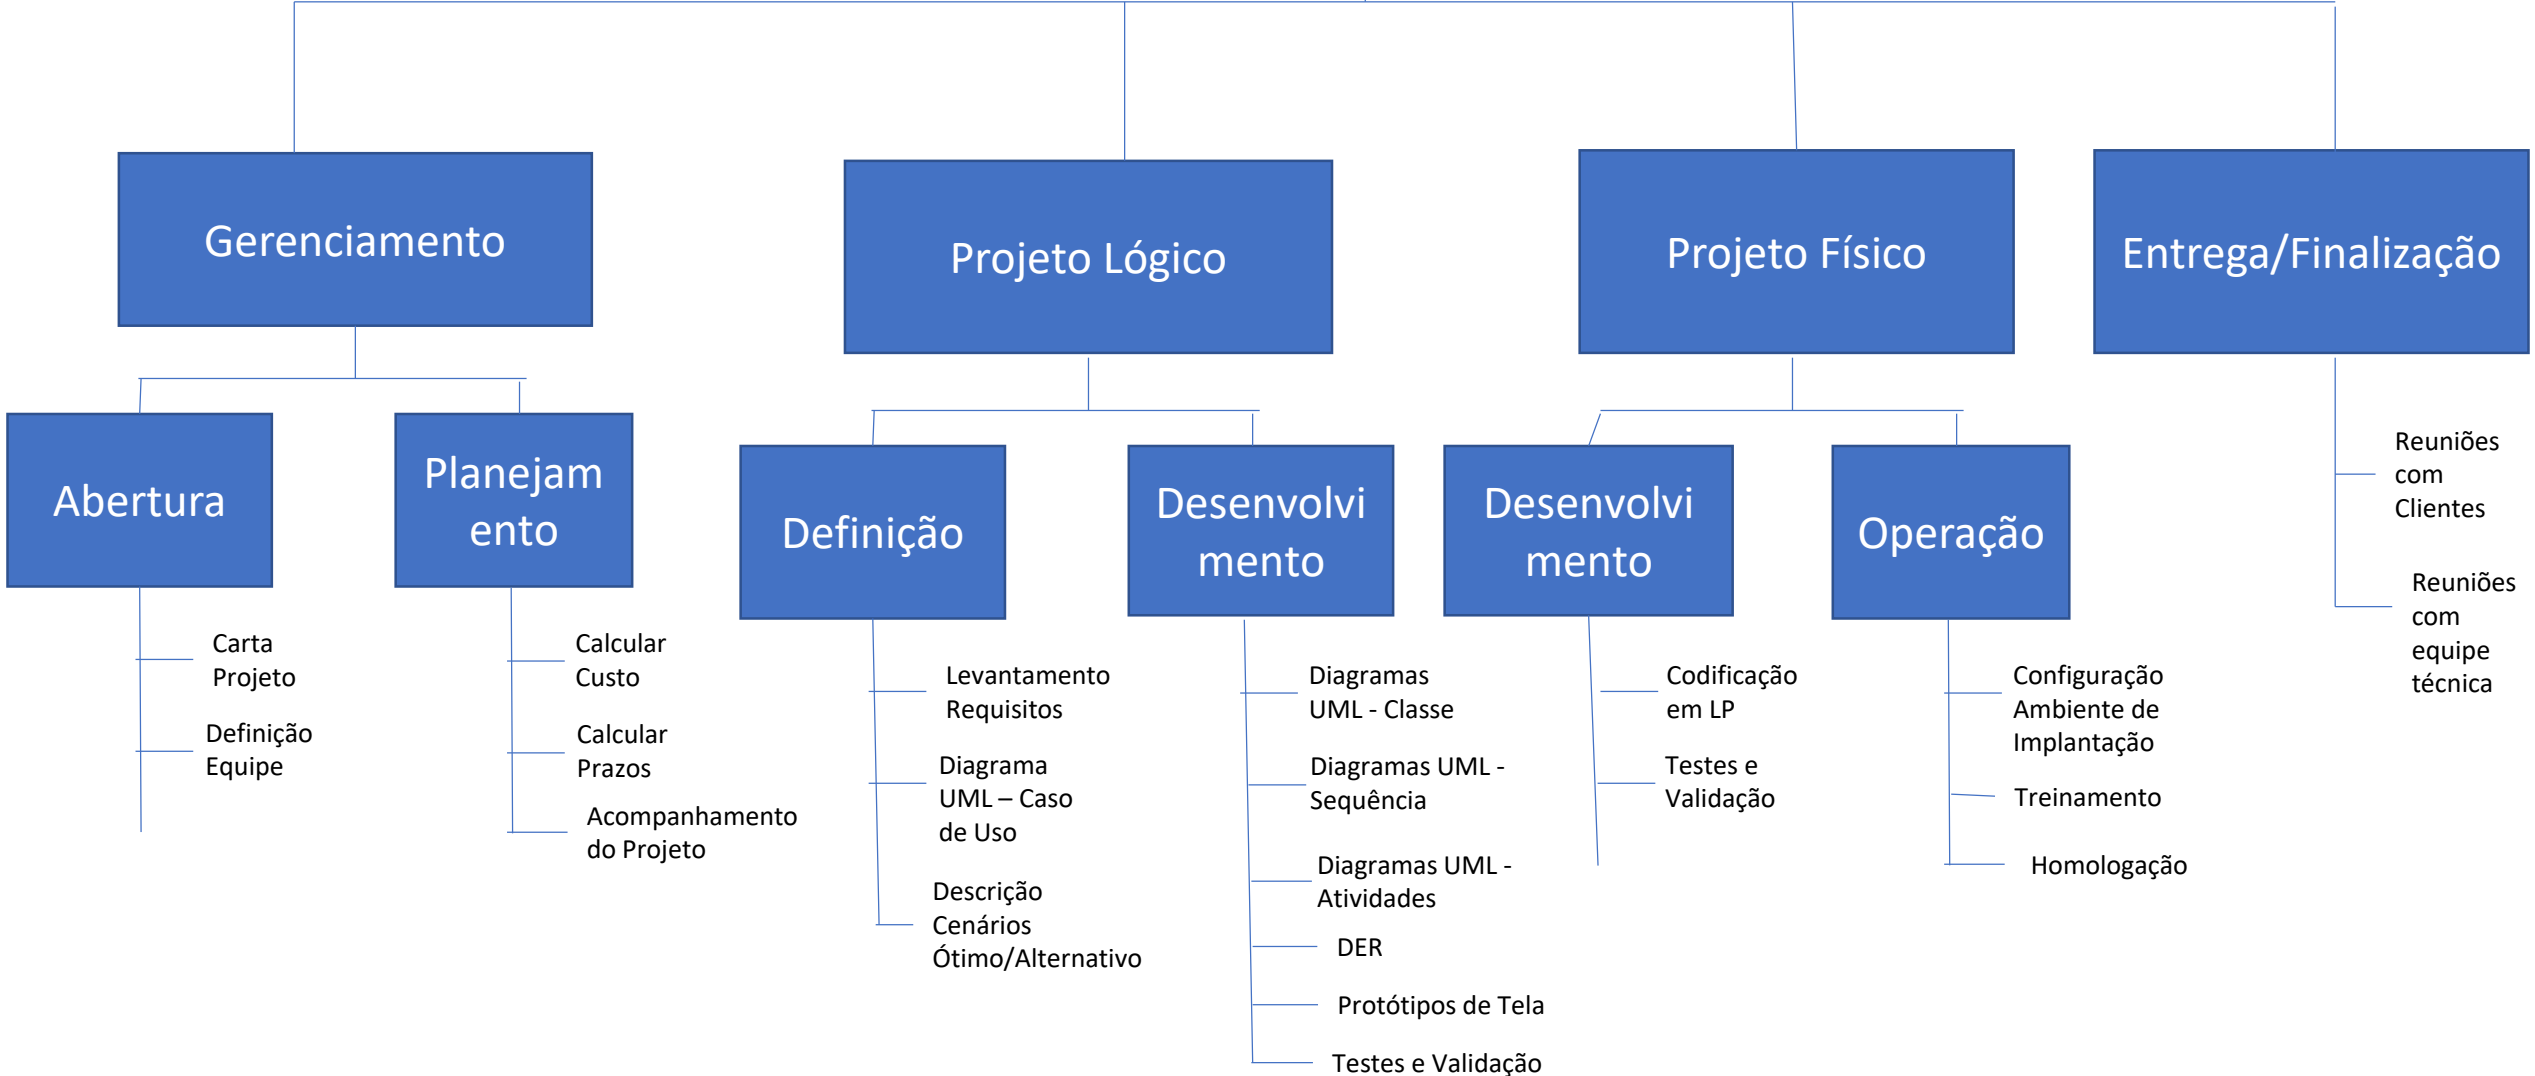 Gerenciamento
Projeto Lógico
Projeto Físico
Entrega/Finalização
Abertura
Planejam
ento
Definição
Desenvolvi
mento
Desenvolvi
mento
Operação
Reuniões
com
Clientes
Reuniões
com
equipe
técnica
Carta
Projeto
Definição
Equipe
Calcular
Custo
Calcular
Prazos
Acompanhamento
do Projeto
Levantamento
Requisitos
Diagrama
UML – Caso
de Uso
Descrição
Cenários
Ótimo/Alternativo
Diagramas
UML - Classe
Diagramas UML -
Sequência
Diagramas UML -
Atividades
DER
Protótipos de Tela
Testes e Validação
Codificação
em LP
Testes e
Validação
Configuração
Ambiente de
Implantação
Treinamento
Homologação